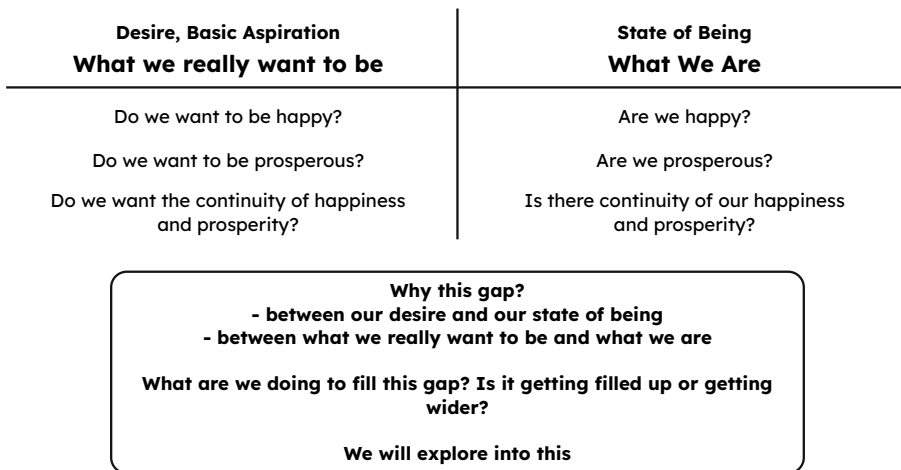 Desire, Basic Aspiration
What we really want to be
State of Being
What We Are
Do we want to be happy?
Are we happy?
Do we want to be prosperous?
Are we prosperous?
Do we want the continuity of happiness
and prosperity?
Is there continuity of our happiness
and prosperity?
Why this gap?
- between our desire and our state of being
- between what we really want to be and what we are
What are we doing to fill this gap? Is it getting filled up or getting
wider?
We will explore into this